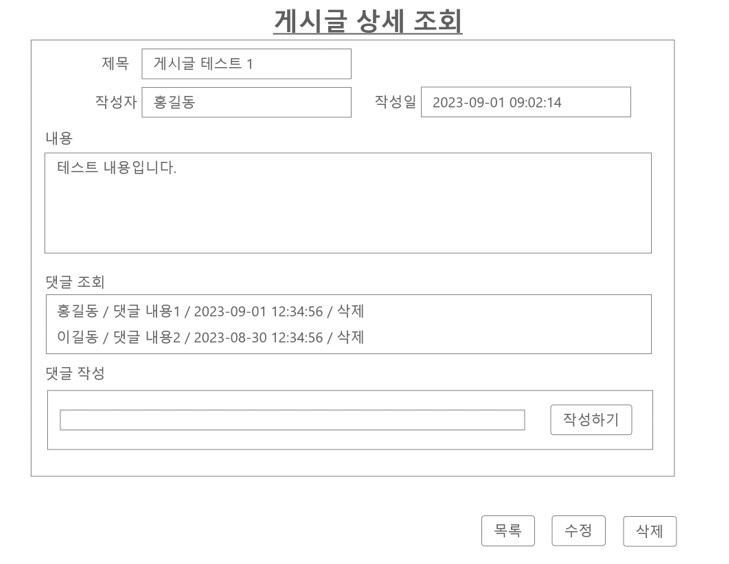 게시글 상세 조회
제목 게시글 테스트 1
작성자 홍길동 작성일 2023-09-01 09:02:14
내용
테스트 내용입니다.
댓글 조회
홍길동 / 댓글 내용1 / 2023-09-01 12:34:56 / 삭제
이길동 / 댓글 내용2 / 2023-08-30 12:34:56 / 삭제
댓글 작성
작성하기
목록 수정 삭제